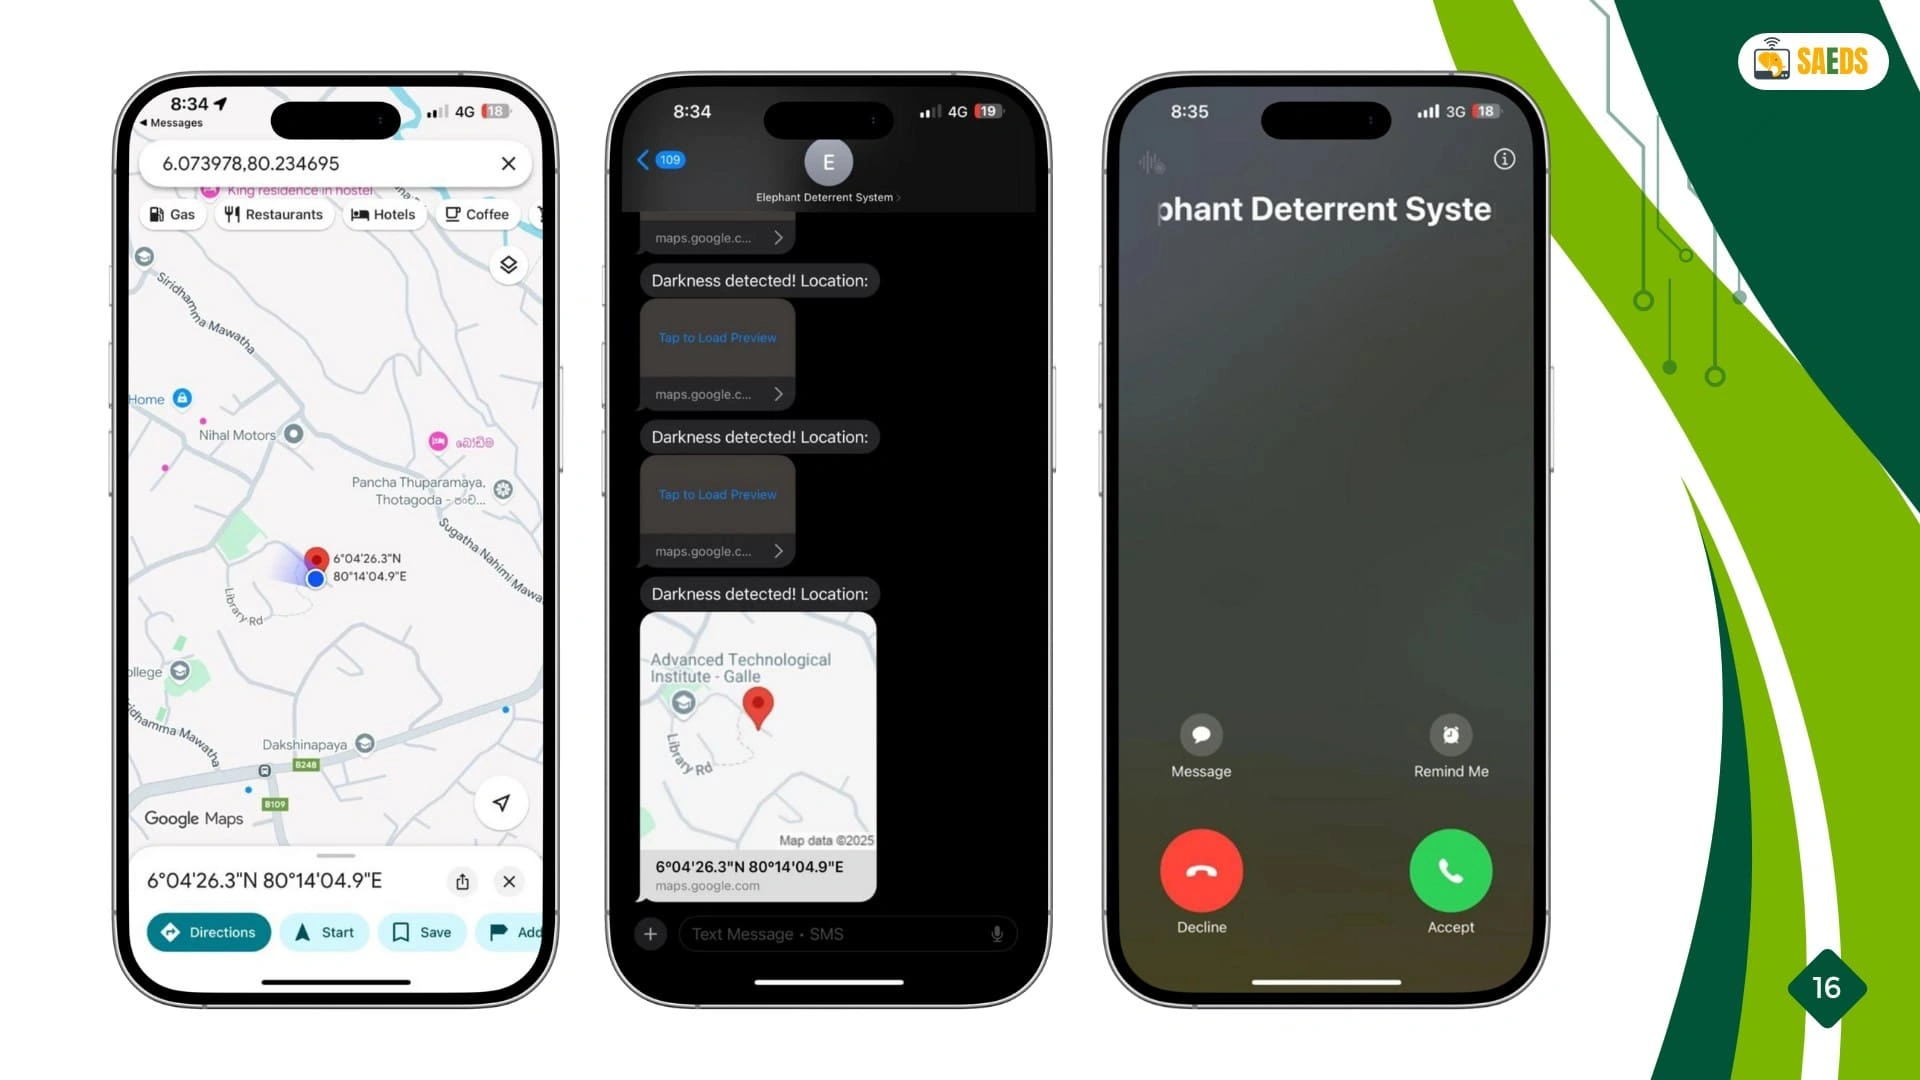 SAEDS
8:34
4G 18
Messages
6.073978,80.234695
King residence in hostel
Gas
Restaurants
Hotels
Coffee
Siridhamma Mawatha
Home
Nihal Motors
බෝඩිම
Pancha Thuparamaya,
Thotagoda - පංච...
Sugatha Nahimi Mawa
6°04'26.3"N
80°14'04.9"E
Library Rd
ollege
Siridhamma Mawatha
Dakshinapaya
B248
B109
Google Maps
6°04'26.3"N 80°14'04.9"E
Directions
Start
Save
Add
8:34
4G 19
109
E
Elephant Deterrent System
maps.google.c...
Darkness detected! Location:
Tap to Load Preview
maps.google.c...
Darkness detected! Location:
Tap to Load Preview
maps.google.c...
Darkness detected! Location:
Advanced Technological
Institute - Galle
Library Rd
Map data ©2025
6°04'26.3"N 80°14'04.9"E
maps.google.com
Text Message • SMS
8:35
3G 18
phant Deterrent Syste
Message
Remind Me
Decline
Accept
16